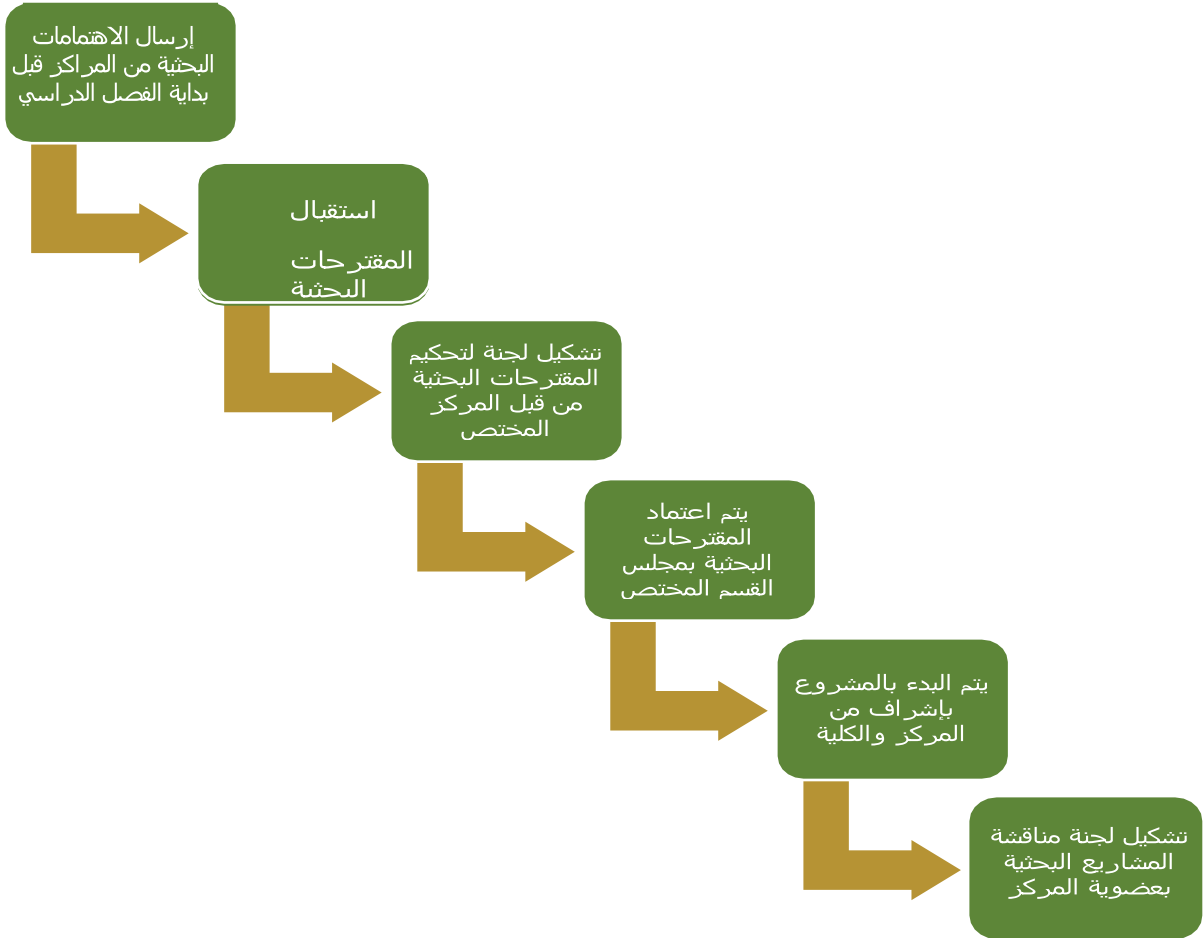 إرسال الاهتمامات
البحثية من المراكز قبل
بداية الفصل الدراسي
استقبال
المقترحات
البحثية
تشكيل لجنة لتحكيم
المقترحات البحثية
من قبل المركز
المختص
يتم اعتماد
المقترحات
البحثية بمجلس
القسم المختص
يتم البدء بالمشروع
بإشراف من
المركز والكلية
تشكيل لجنة مناقشة
المشاريع البحثية
بعضوية المركز